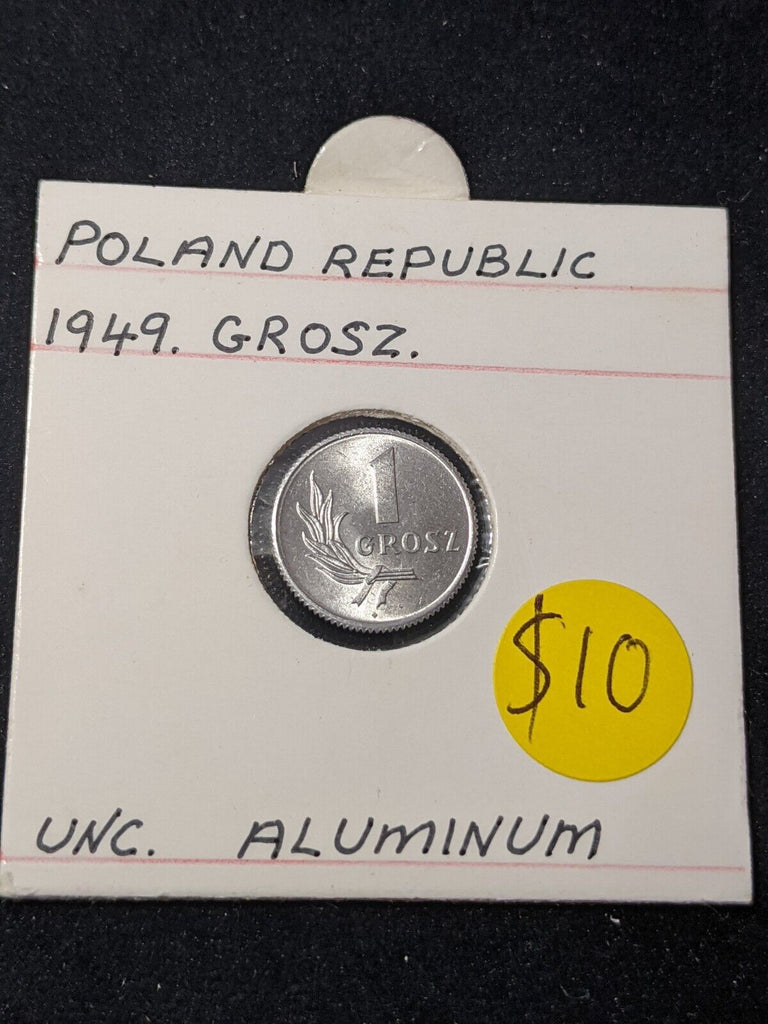 POLAND REPUBLIC
1949. GROSZ.
1
GROSZ
$10
UNC. ALUMINUM